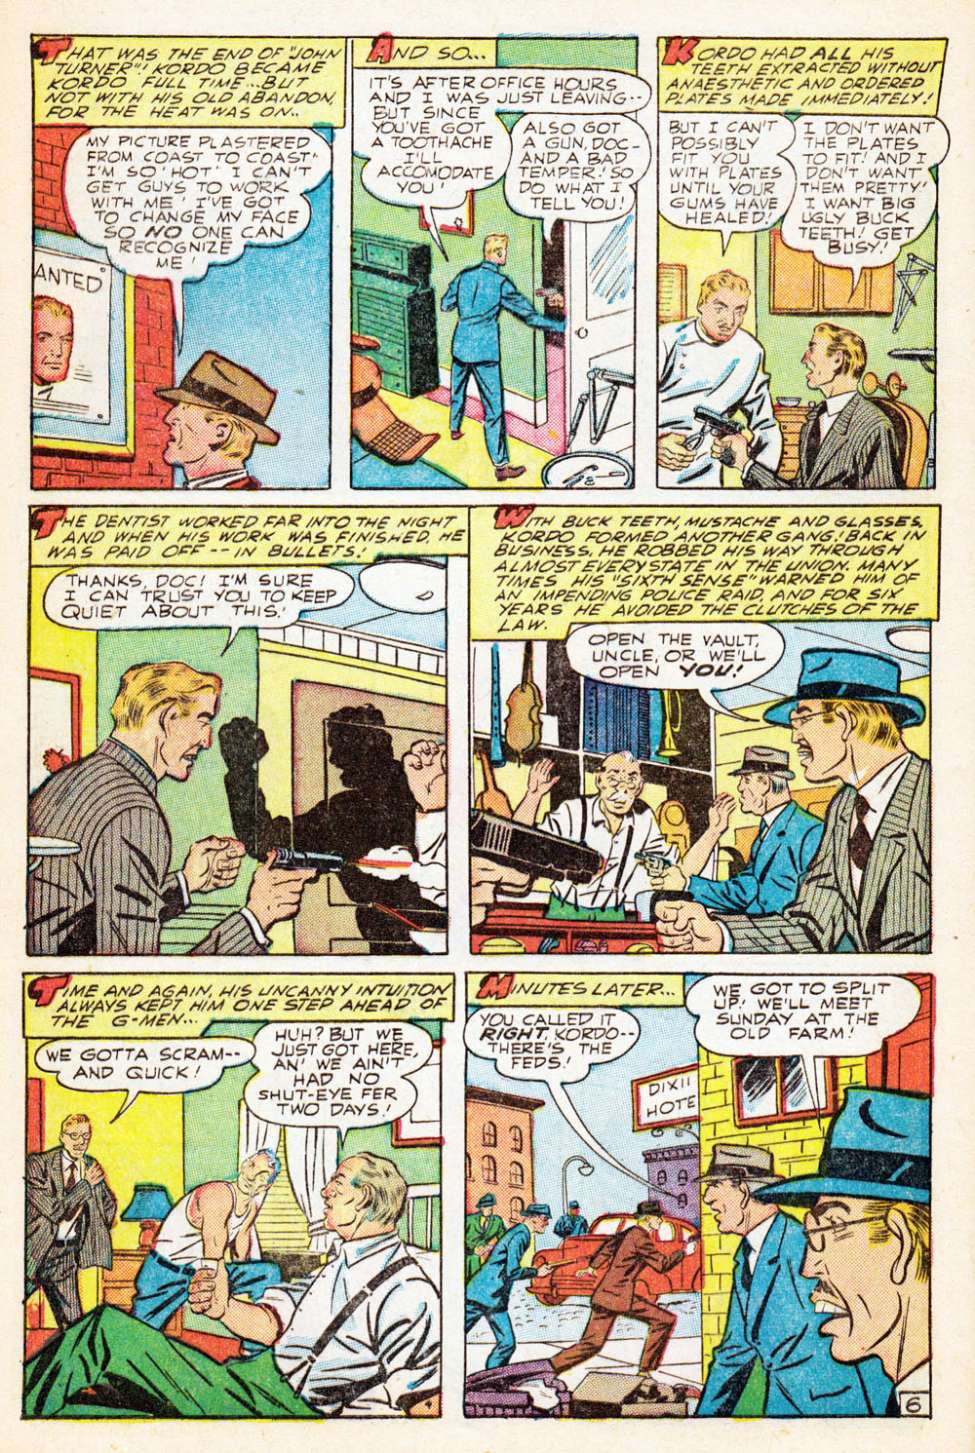 THAT WAS THE END OF "JOHN
TURNER"! KORDO BECAME
KORDO FULL TIME...BUT
NOT WITH HIS OLD ABANDON,
FOR THE HEAT WAS ON..
MY PICTURE PLASTERED
FROM COAST TO COAST!
I'M SO 'HOT' I CAN'T
GET GUYS TO WORK
WITH ME! I'VE GOT
TO CHANGE MY FACE
SO NO ONE CAN
RECOGNIZE
ME!
WANTED
AND SO...
IT'S AFTER OFFICE HOURS
AND I WAS JUST LEAVING--
BUT SINCE
YOU'VE GOT
A TOOTHACHE
I'LL
ACCOMODATE
YOU!
ALSO GOT
A GUN, DOC-
AND A BAD
TEMPER! SO
DO WHAT I
TELL YOU!
KORDO HAD ALL HIS
TEETH EXTRACTED WITHOUT
ANAESTHETIC AND ORDERED
PLATES MADE IMMEDIATELY!
BUT I CAN'T
POSSIBLY
FIT YOU
WITH PLATES
UNTIL YOUR
GUMS HAVE
HEALED!
I DON'T WANT
THE PLATES
TO FIT! AND I
DON'T WANT
THEM PRETTY!
I WANT BIG
UGLY BUCK
TEETH! GET
BUSY!
THE DENTIST WORKED FAR INTO THE NIGHT
AND WHEN HIS WORK WAS FINISHED, HE
WAS PAID OFF -- IN BULLETS!
THANKS, DOC! I'M SURE
I CAN TRUST YOU TO KEEP
QUIET ABOUT THIS!
WITH BUCK TEETH, MUSTACHE AND GLASSES,
KORDO FORMED ANOTHER GANG! BACK IN
BUSINESS, HE ROBBED HIS WAY THROUGH
ALMOST EVERY STATE IN THE UNION. MANY
TIMES HIS "SIXTH SENSE" WARNED HIM OF
AN IMPENDING POLICE RAID, AND FOR SIX
YEARS HE AVOIDED THE CLUTCHES OF THE
LAW.
OPEN THE VAULT,
UNCLE, OR WE'LL
OPEN YOU!
TIME AND AGAIN, HIS UNCANNY INTUITION
ALWAYS KEPT HIM ONE STEP AHEAD OF
THE G-MEN...
WE GOTTA SCRAM--
AND QUICK!
HUH? BUT WE
JUST GOT HERE,
AN' WE AIN'T
HAD NO
SHUT-EYE FER
TWO DAYS!
MINUTES LATER...
YOU CALLED IT
RIGHT, KORDO--
THERE'S THE
FEDS!
WE GOT TO SPLIT
UP! WE'LL MEET
SUNDAY AT THE
OLD FARM!
DIXII
HOTE
6